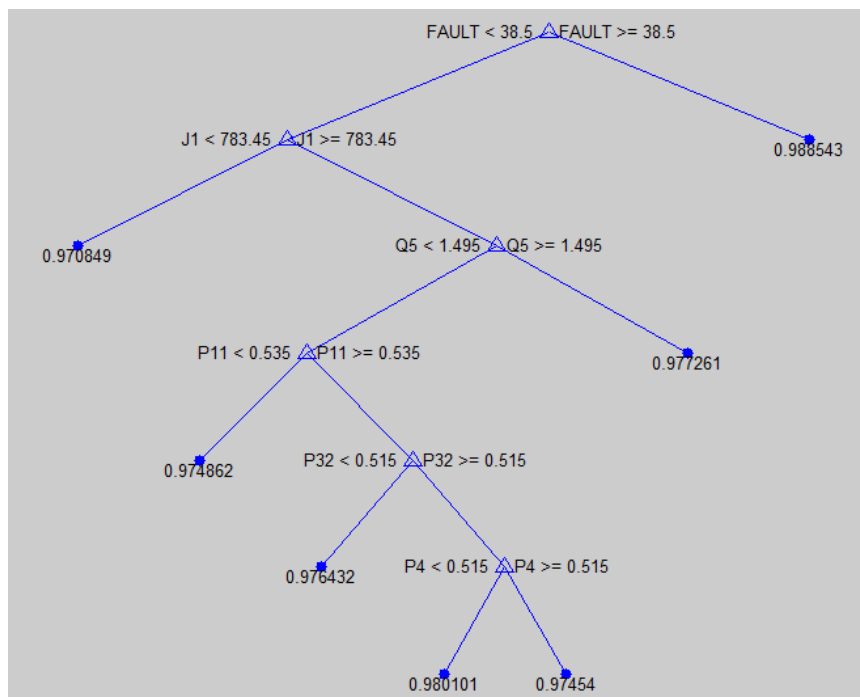 FAULT < 38.5 FAULT >= 38.5
J1 < 783.45 J1 >= 783.45
0.988543
0.970849
Q5 < 1.495 Q5 >= 1.495
P11 < 0.535 P11 >= 0.535
0.977261
0.974862
P32 < 0.515 P32 >= 0.515
0.976432
P4 < 0.515 P4 >= 0.515
0.980101
0.97454